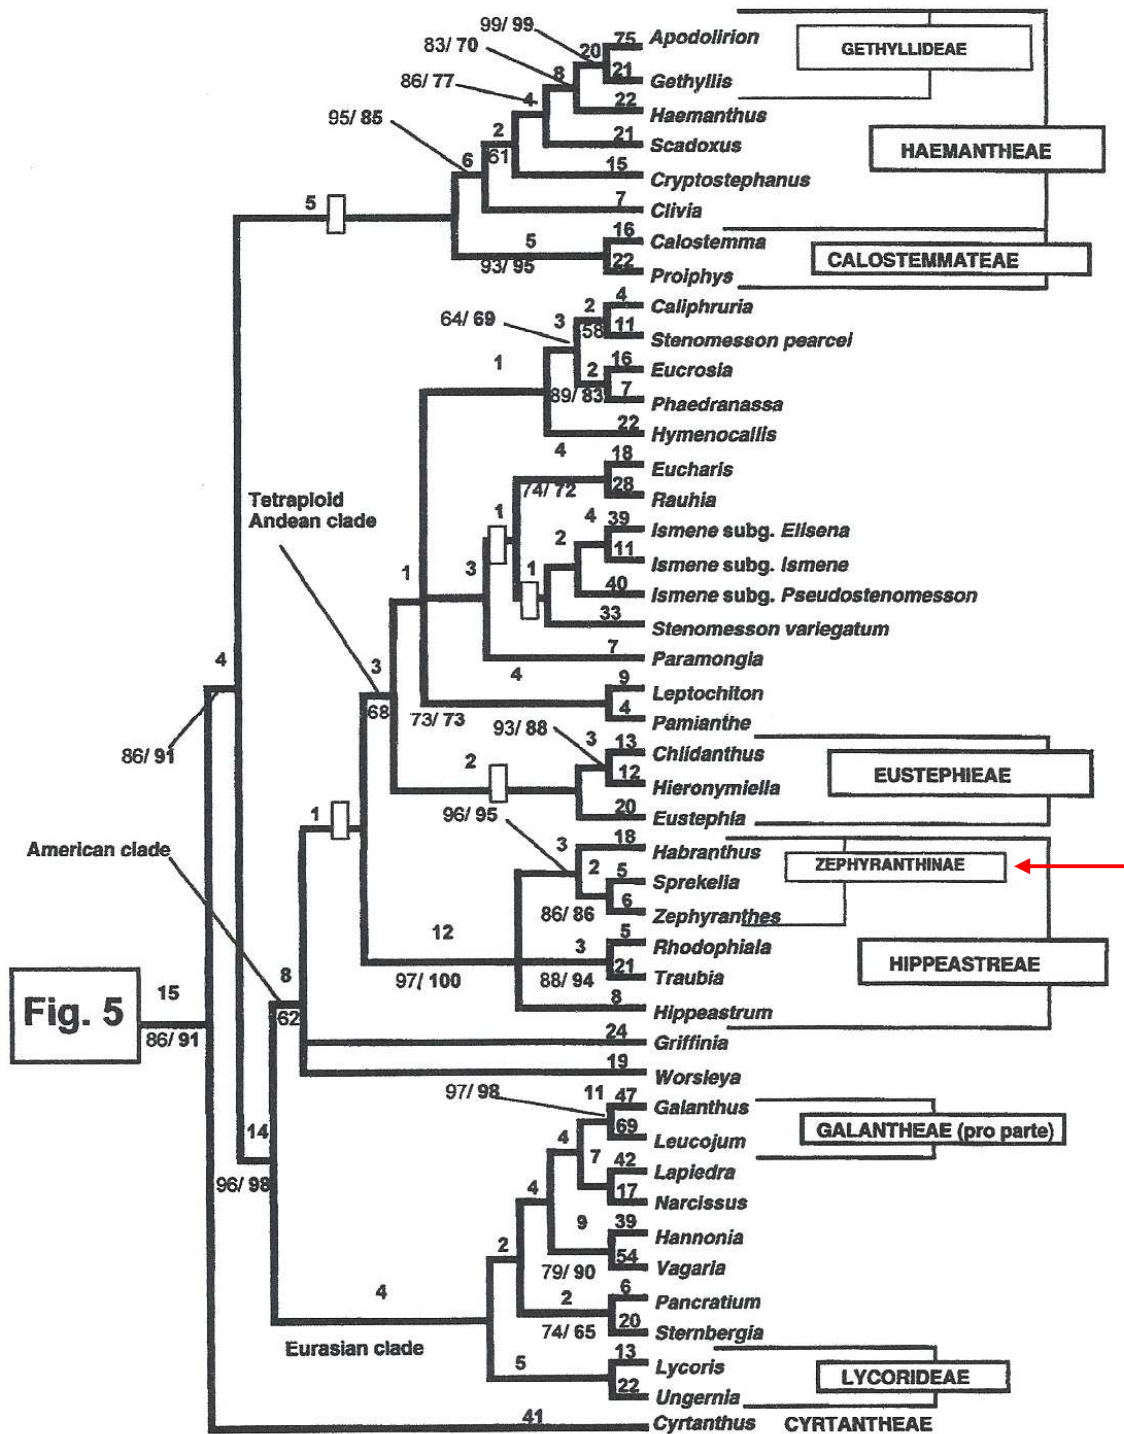 99/ 99
20
75
Apodolirion
GETHYLLIDEAE
83/ 70
8
21
Gethyllis
86/ 77
4
22
Haemanthus
95/ 85
2
61
21
Scadoxus
HAEMANTHEAE
6
15
Cryptostephanus
5
7
Clivia
5
93/ 95
16
Calostemma
22
Proiphys
CALOSTEMMATEAE
64/ 69
3
2
58
4
Caliphruria
11
Stenomesson pearcei
1
2
89/ 83
16
Eucrosia
7
Phaedranassa
22
Hymenocallis
4
74/ 72
18
Eucharis
28
Rauhia
Tetraploid
Andean clade
1
4
39
Ismene subg. Elisena
2
11
Ismene subg. Ismene
1
3
1
40
Ismene subg. Pseudostenomesson
33
Stenomesson variegatum
7
Paramongia
4
3
68
4
73/ 73
9
Leptochiton
4
Pamianthe
86/ 91
93/ 88
3
13
Chlidanthus
2
12
Hieronymiella
EUSTEPHIEAE
20
Eustephia
1
96/ 95
American clade
3
18
Habranthus
ZEPHYRANTHINAE
2
86/ 86
5
Sprekelia
6
Zephyranthes
12
97/ 100
3
88/ 94
5
Rhodophiala
21
Traubia
HIPPEASTREAE
8
Hippeastrum
Fig. 5
15
86/ 91
8
62
24
Griffinia
19
Worsleya
97/ 98
11
47
Galanthus
69
Leucojum
GALANTHEAE (pro parte)
14
96/ 98
4
7
42
Lapiedra
17
Narcissus
4
9
79/ 90
39
Hannonia
54
Vagaria
2
2
74/ 65
6
Pancratium
20
Sternbergia
4
Eurasian clade
5
13
Lycoris
22
Ungernia
LYCORIDEAE
41
Cyrtanthus CYRTANTHEAE